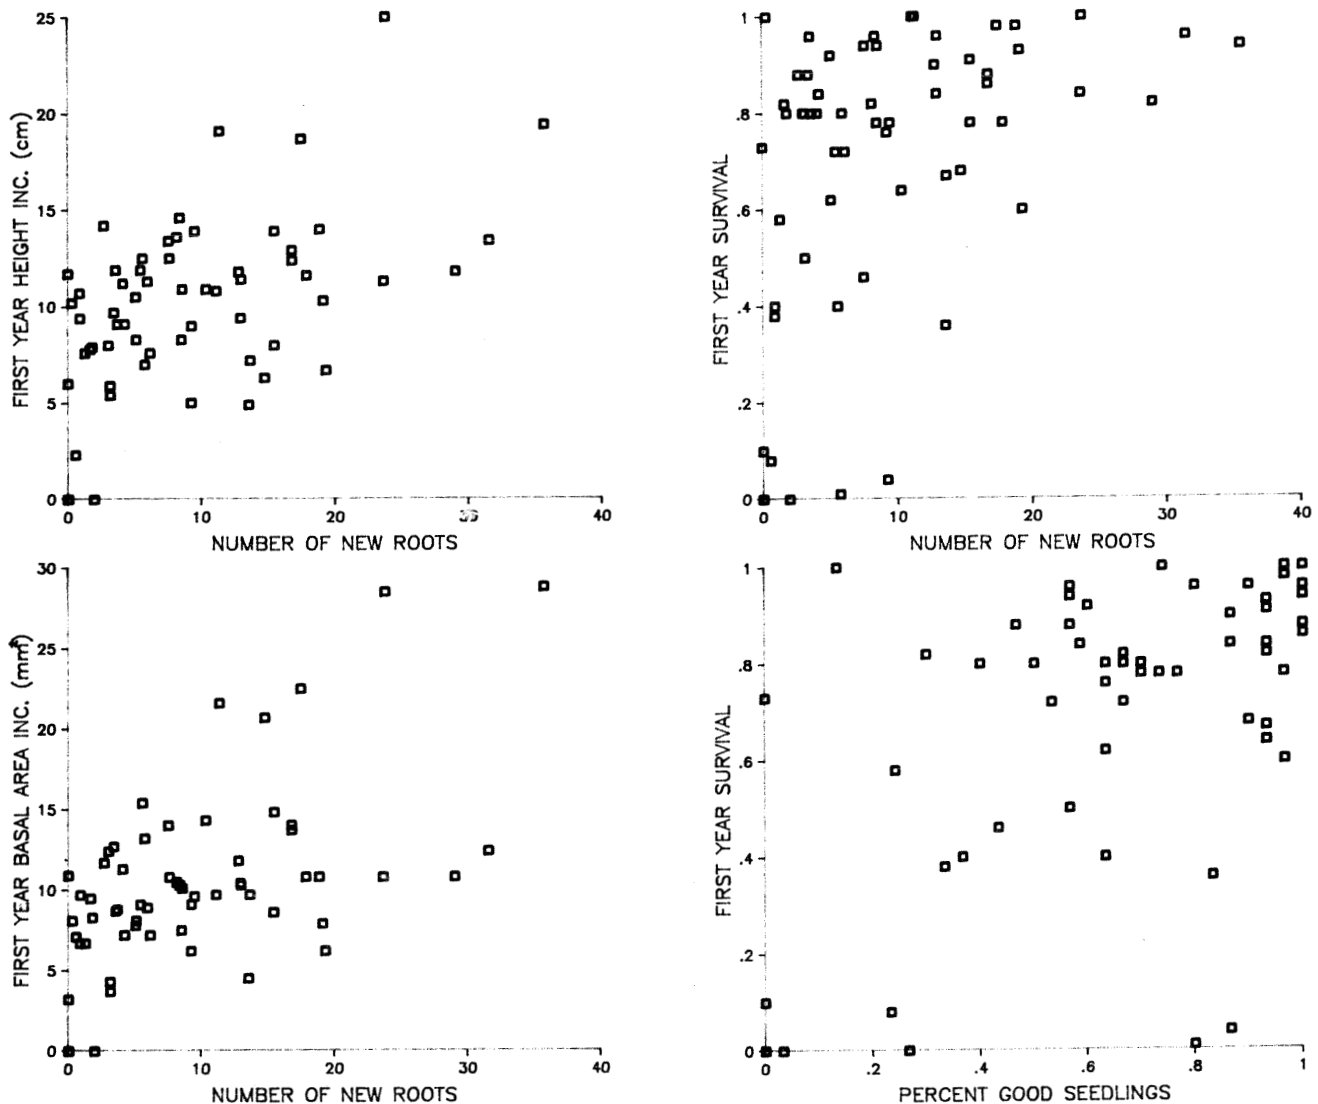 25
20
15
10
5
0
FIRST YEAR HEIGHT INC. (cm)
0 10 20 40
NUMBER OF NEW ROOTS
1
.8
.6
.4
.2
0
FIRST YEAR SURVIVAL
0 10 20 30 40
NUMBER OF NEW ROOTS
30
25
20
15
10
5
0
FIRST YEAR BASAL AREA INC. (mm²)
0 10 20 30 40
NUMBER OF NEW ROOTS
1
.8
.6
.4
.2
0
FIRST YEAR SURVIVAL
0 .2 .4 .6 .8 1
PERCENT GOOD SEEDLINGS